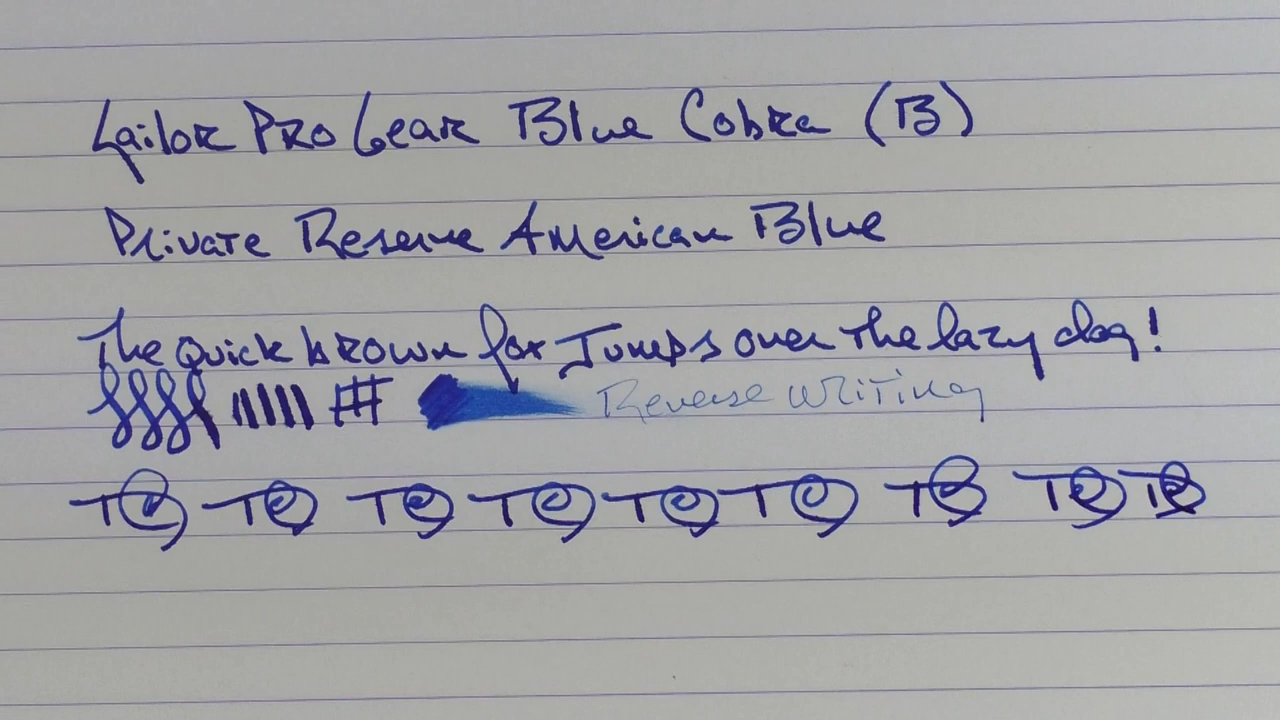 Sailor Pro Gear Blue Cobra (B)
Private Reserve American Blue
The Quick brown fox Jumps over The lazy dog!
Reverse Writing